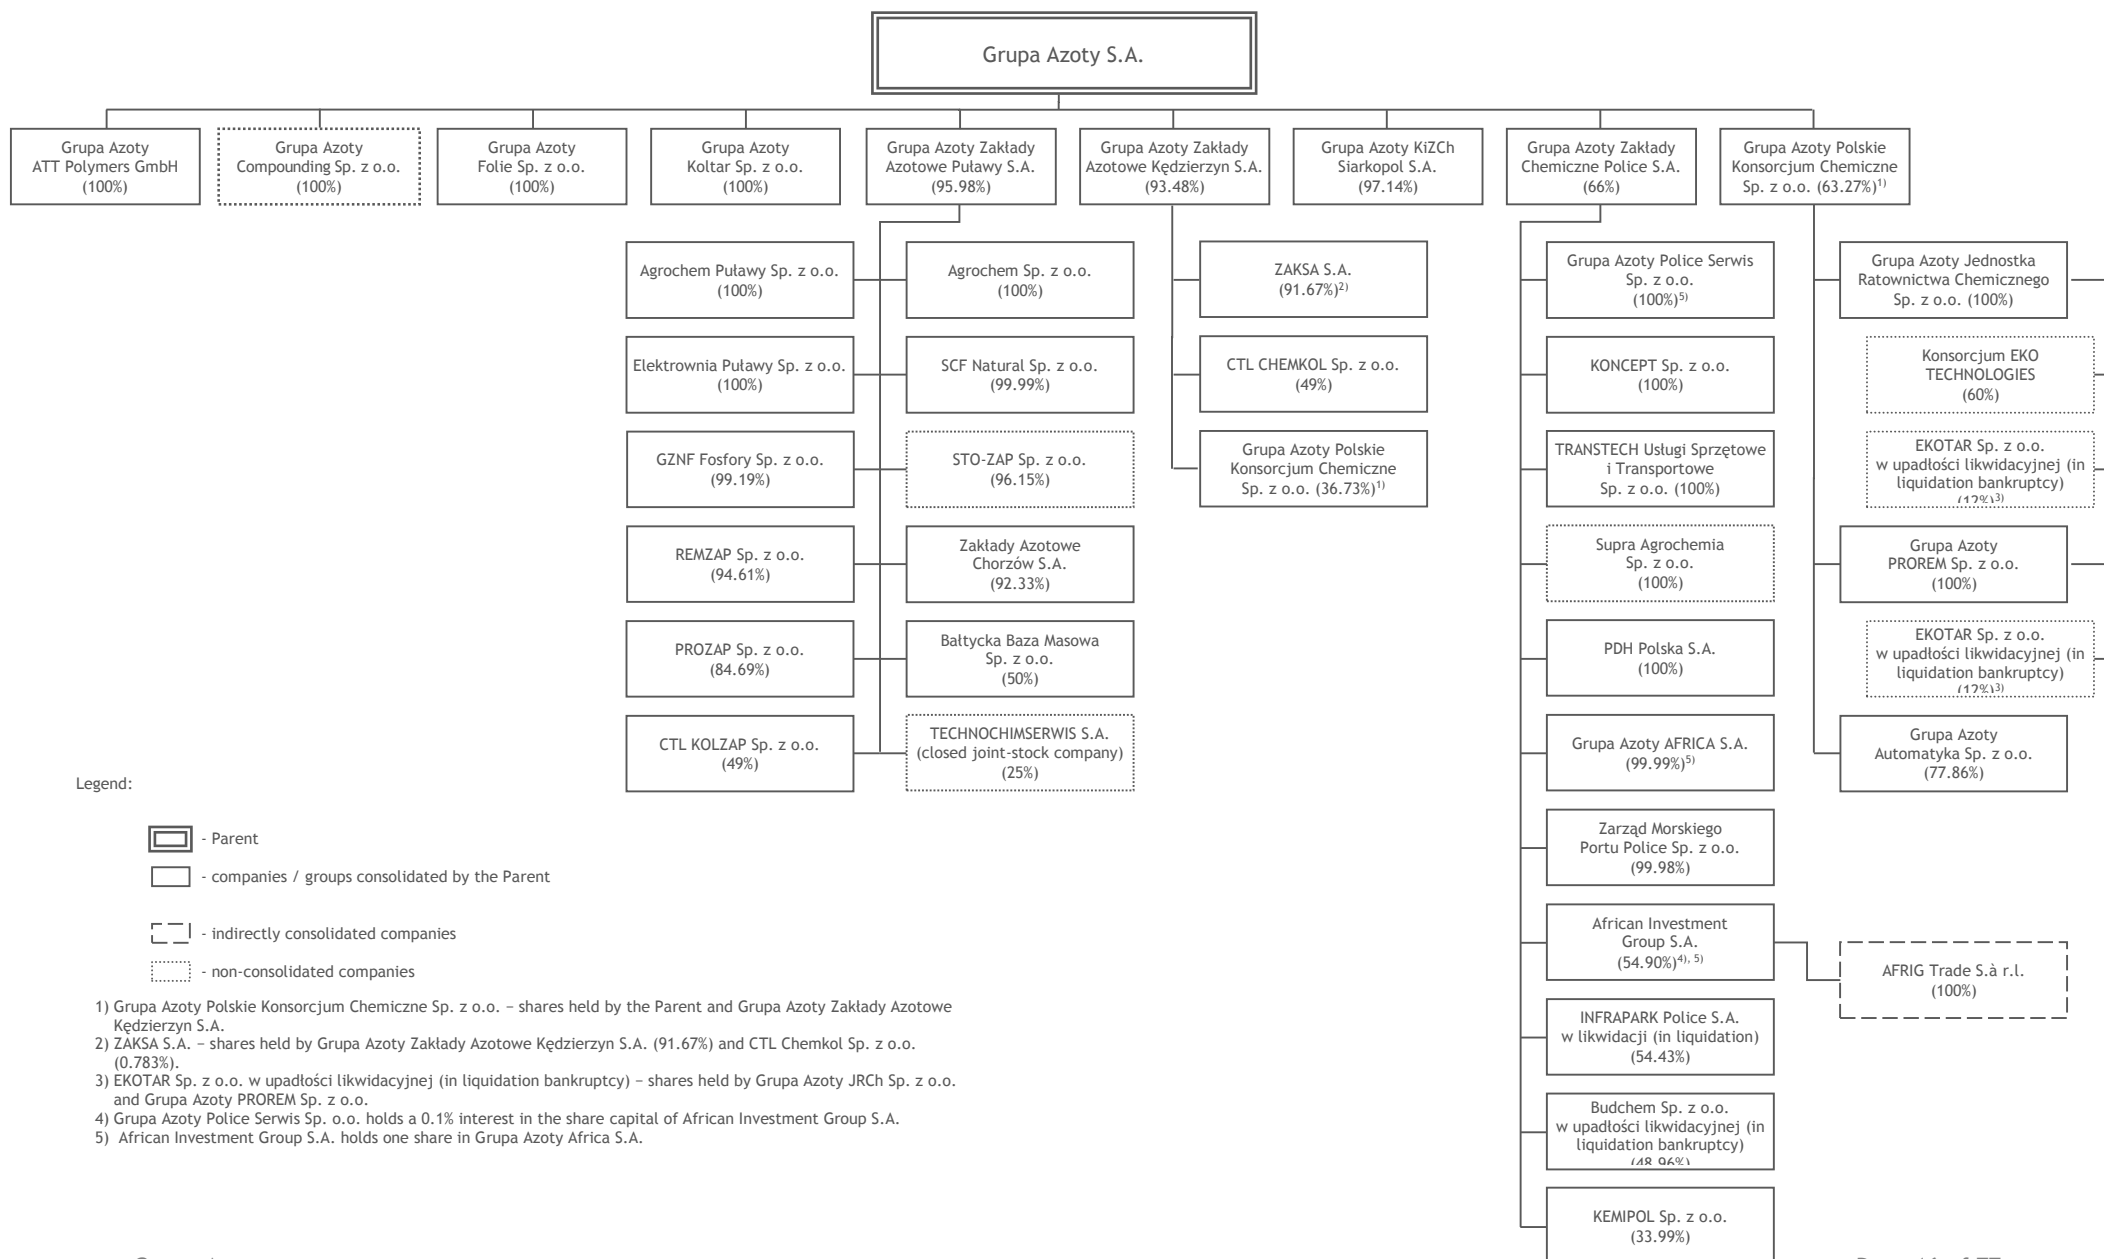 Grupa Azoty S.A.
Grupa Azoty
ATT Polymers GmbH
(100%)
Grupa Azoty
Compounding Sp. z o.o.
(100%)
Grupa Azoty
Folie Sp. z o.o.
(100%)
Grupa Azoty
Koltar Sp. z o.o.
(100%)
Grupa Azoty Zakłady
Azotowe Puławy S.A.
(95.98%)
Grupa Azoty Zakłady
Azotowe Kędzierzyn S.A.
(93.48%)
Grupa Azoty KiZCh
Siarkopol S.A.
(97.14%)
Grupa Azoty Zakłady
Chemiczne Police S.A.
(66%)
Grupa Azoty Polskie
Konsorcjum Chemiczne
Sp. z o.o. (63.27%)1)
Agrochem Puławy Sp. z o.o.
(100%)
Elektrownia Puławy Sp. z o.o.
(100%)
GZNF Fosfory Sp. z o.o.
(99.19%)
REMZAP Sp. z o.o.
(94.61%)
PROZAP Sp. z o.o.
(84.69%)
CTL KOLZAP Sp. z o.o.
(49%)
Agrochem Sp. z o.o.
(100%)
SCF Natural Sp. z o.o.
(99.99%)
STO-ZAP Sp. z o.o.
(96.15%)
Zakłady Azotowe
Chorzów S.A.
(92.33%)
Bałtycka Baza Masowa
Sp. z o.o.
(50%)
TECHNOCHIMSERWIS S.A.
(closed joint-stock company)
(25%)
ZAKSA S.A.
(91.67%)2)
CTL CHEMKOL Sp. z o.o.
(49%)
Grupa Azoty Polskie
Konsorcjum Chemiczne
Sp. z o.o. (36.73%)1)
Grupa Azoty Police Serwis
Sp. z o.o.
(100%)5)
KONCEPT Sp. z o.o.
(100%)
TRANSTECH Usługi Sprzętowe
i Transportowe
Sp. z o.o. (100%)
Supra Agrochemia
Sp. z o.o.
(100%)
PDH Polska S.A.
(100%)
Grupa Azoty AFRICA S.A.
(99.99%)5)
Zarząd Morskiego
Portu Police Sp. z o.o.
(99.98%)
African Investment
Group S.A.
(54.90%)4), 5)
INFRAPARK Police S.A.
w likwidacji (in liquidation)
(54.43%)
Budchem Sp. z o.o.
w upadłości likwidacyjnej (in
liquidation bankruptcy)
(48.96%)
KEMIPOL Sp. z o.o.
(33.99%)
Grupa Azoty Jednostka
Ratownictwa Chemicznego
Sp. z o.o. (100%)
Konsorcjum EKO
TECHNOLOGIES
(60%)
EKOTAR Sp. z o.o.
w upadłości likwidacyjnej (in
liquidation bankruptcy)
(12%)3)
Grupa Azoty
PROREM Sp. z o.o.
(100%)
EKOTAR Sp. z o.o.
w upadłości likwidacyjnej (in
liquidation bankruptcy)
(12%)3)
Grupa Azoty
Automatyka Sp. z o.o.
(77.86%)
AFRIG Trade S.à r.l.
(100%)
Legend:
- Parent
- companies / groups consolidated by the Parent
- indirectly consolidated companies
- non-consolidated companies
1) Grupa Azoty Polskie Konsorcjum Chemiczne Sp. z o.o. – shares held by the Parent and Grupa Azoty Zakłady Azotowe
Kędzierzyn S.A.
2) ZAKSA S.A. – shares held by Grupa Azoty Zakłady Azotowe Kędzierzyn S.A. (91.67%) and CTL Chemkol Sp. z o.o.
(0.783%).
3) EKOTAR Sp. z o.o. w upadłości likwidacyjnej (in liquidation bankruptcy) – shares held by Grupa Azoty JRCh Sp. z o.o.
and Grupa Azoty PROREM Sp. z o.o.
4) Grupa Azoty Police Serwis Sp. o.o. holds a 0.1% interest in the share capital of African Investment Group S.A.
5) African Investment Group S.A. holds one share in Grupa Azoty Africa S.A.